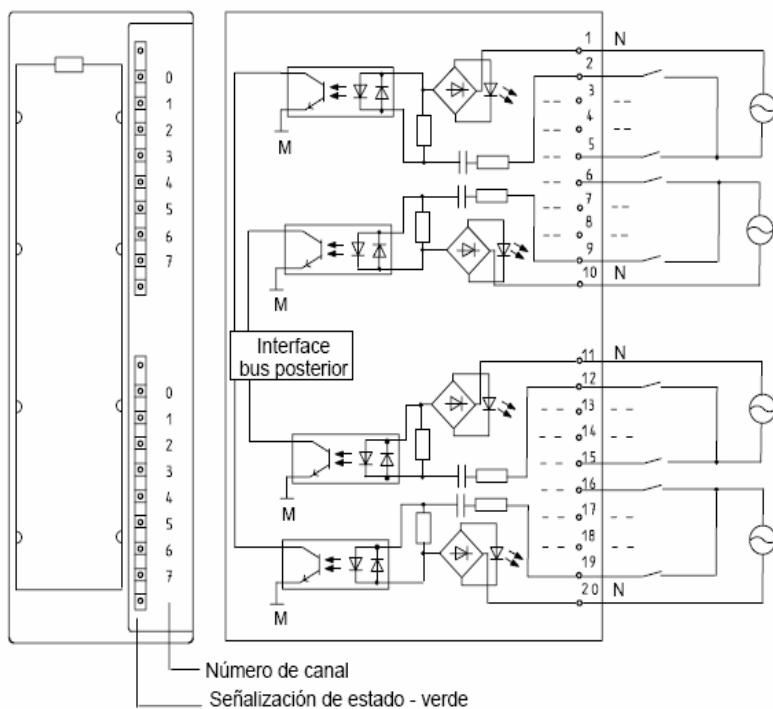 0
1
2
3
4
5
6
7
0
1
2
3
4
5
6
7
1 N
2
3
4
5
6
7
8
9
10 N
M
M
Interface
bus posterior
11 N
12
13
14
15
16
17
18
19
20 N
M
M
Número de canal
Señalización de estado - verde